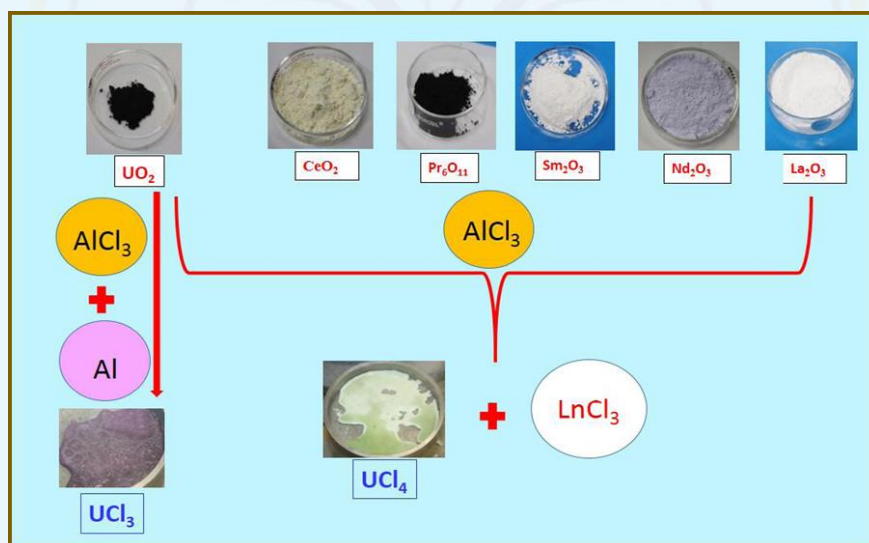 UO₂
CeO₂
Pr₆O₁₁
Sm₂O₃
Nd₂O₃
La₂O₃
AlCl₃
AlCl₃
+
Al
+
LnCl₃
UCl₄
UCl₃